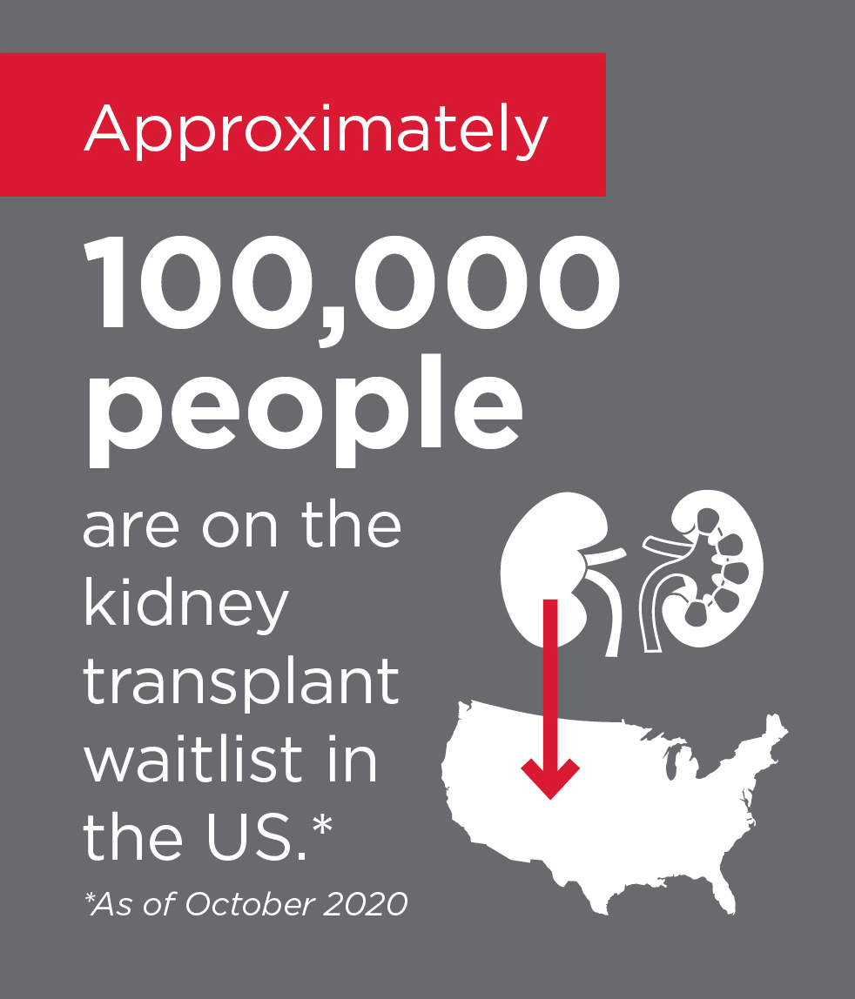 Approximately
100,000
people
are on the
kidney
transplant
waitlist in
the US.*
*As of October 2020